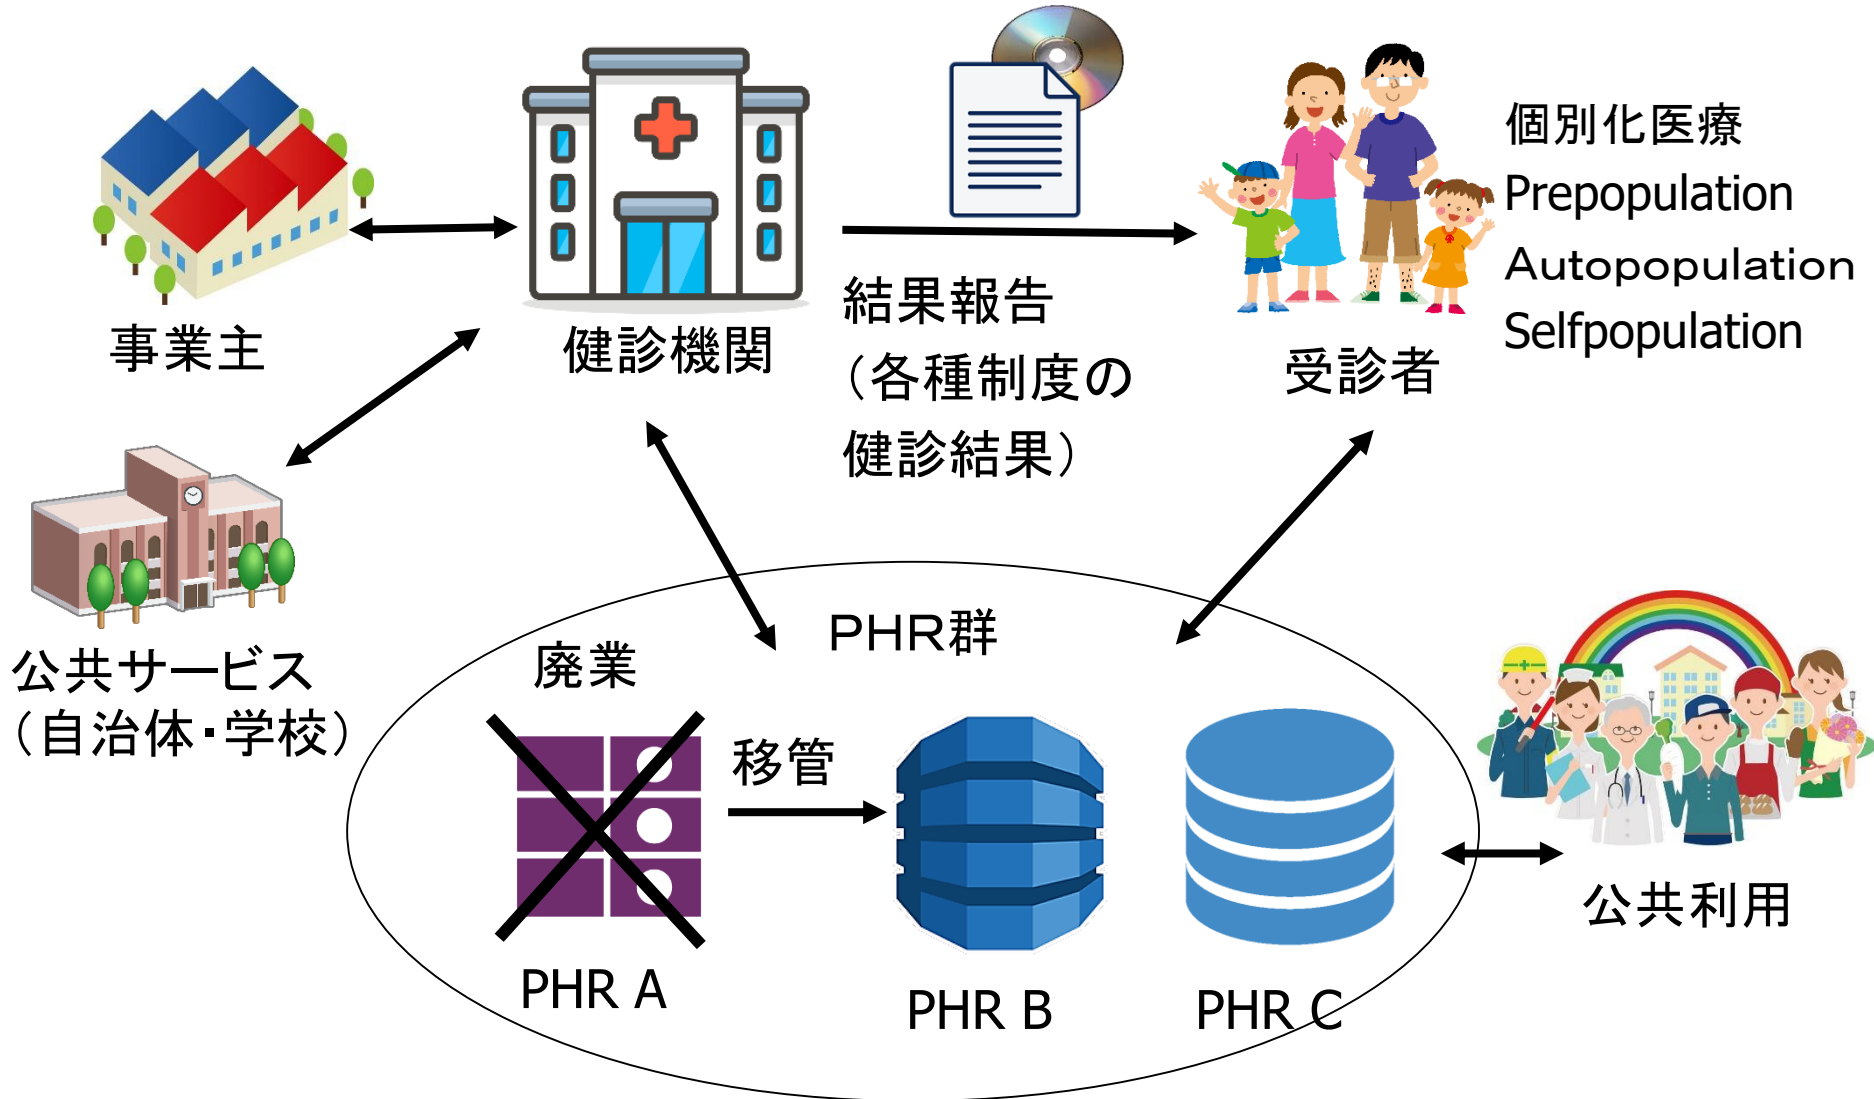 事業主
健診機関
結果報告
（各種制度の
健診結果）
受診者
個別化医療
Prepopulation
Autopopulation
Selfpopulation
公共サービス
（自治体・学校）
PHR群
廃業
移管
PHR A
PHR B
PHR C
公共利用